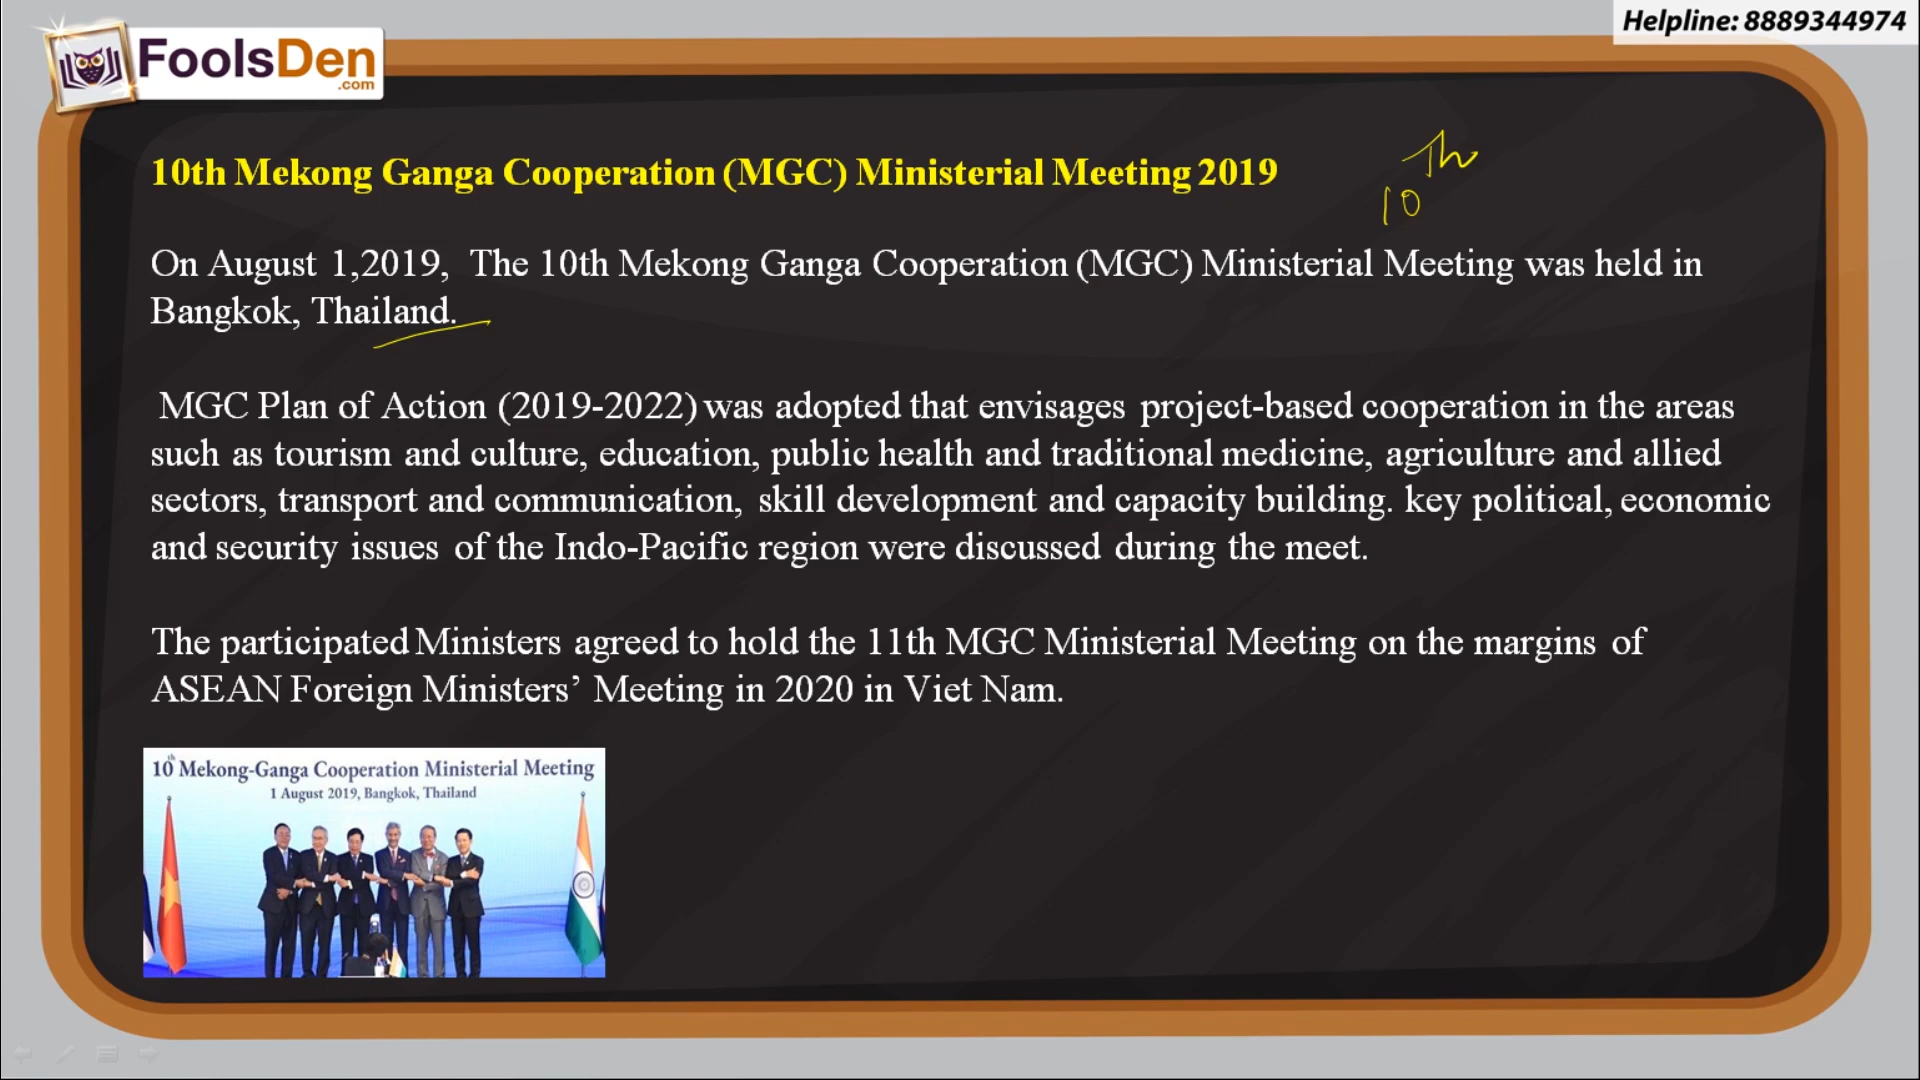 Helpline: 8889344974
FoolsDen
.com
10th Mekong Ganga Cooperation (MGC) Ministerial Meeting 2019
10 Th
On August 1,2019, The 10th Mekong Ganga Cooperation (MGC) Ministerial Meeting was held in
Bangkok, Thailand.
MGC Plan of Action (2019-2022) was adopted that envisages project-based cooperation in the areas
such as tourism and culture, education, public health and traditional medicine, agriculture and allied
sectors, transport and communication, skill development and capacity building. key political, economic
and security issues of the Indo-Pacific region were discussed during the meet.
The participated Ministers agreed to hold the 11th MGC Ministerial Meeting on the margins of
ASEAN Foreign Ministers’ Meeting in 2020 in Viet Nam.
10th Mekong-Ganga Cooperation Ministerial Meeting
1 August 2019, Bangkok, Thailand